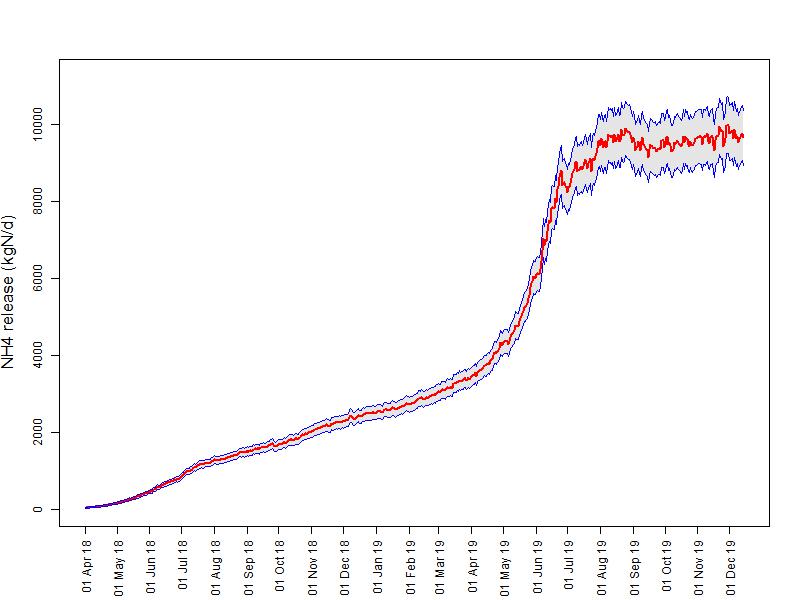 NH4 release (kgN/d)
10000
8000
6000
4000
2000
0
01 Apr 18
01 May 18
01 Jun 18
01 Jul 18
01 Aug 18
01 Sep 18
01 Oct 18
01 Nov 18
01 Dec 18
01 Jan 19
01 Feb 19
01 Mar 19
01 Apr 19
01 May 19
01 Jun 19
01 Jul 19
01 Aug 19
01 Sep 19
01 Oct 19
01 Nov 19
01 Dec 19